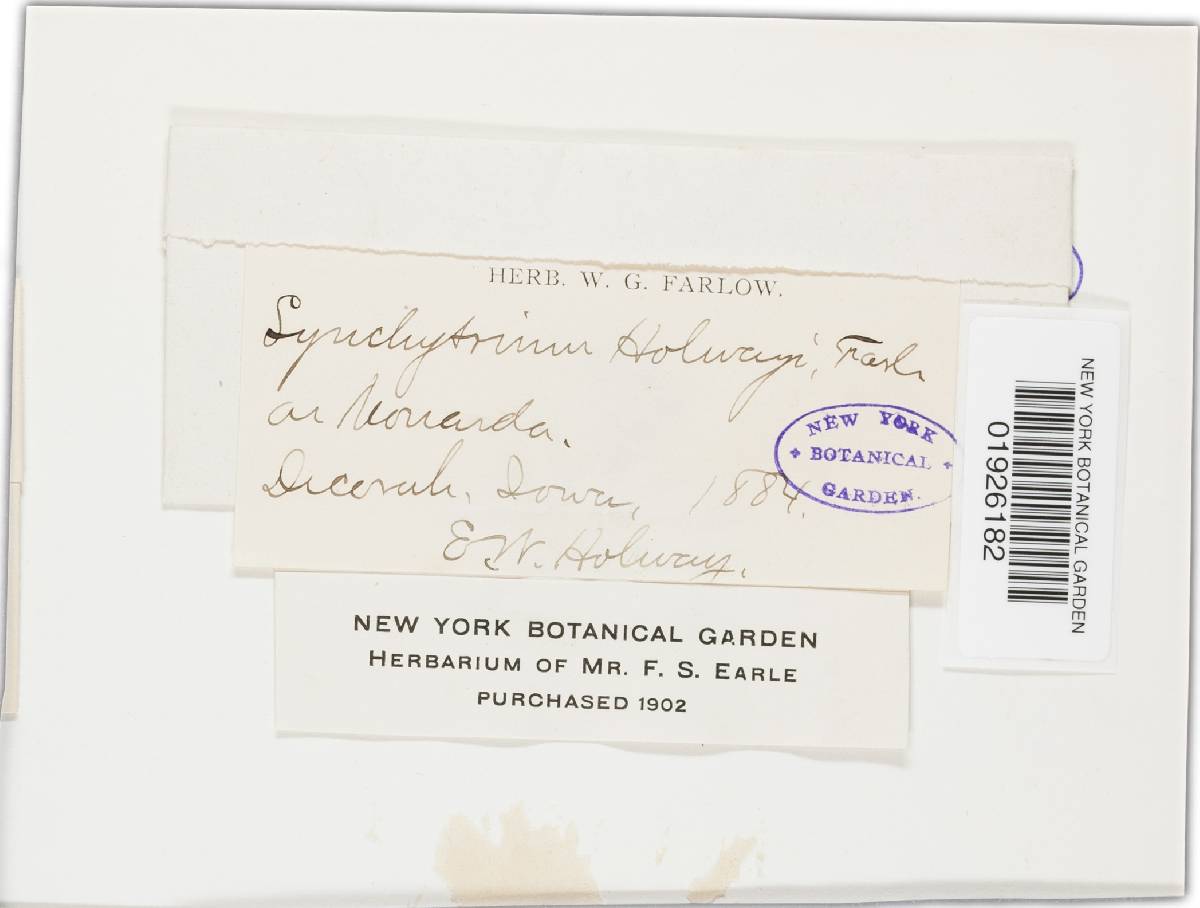 HERB. W. G. FARLOW.
Synchytrium Holwayi, Farl.
on Monarda.
Decorah, Iowa, 1884.
E.W. Holway.
NEW YORK
BOTANICAL
GARDEN.
NEW YORK BOTANICAL GARDEN
01926182
NEW YORK BOTANICAL GARDEN
HERBARIUM OF MR. F. S. EARLE
PURCHASED 1902